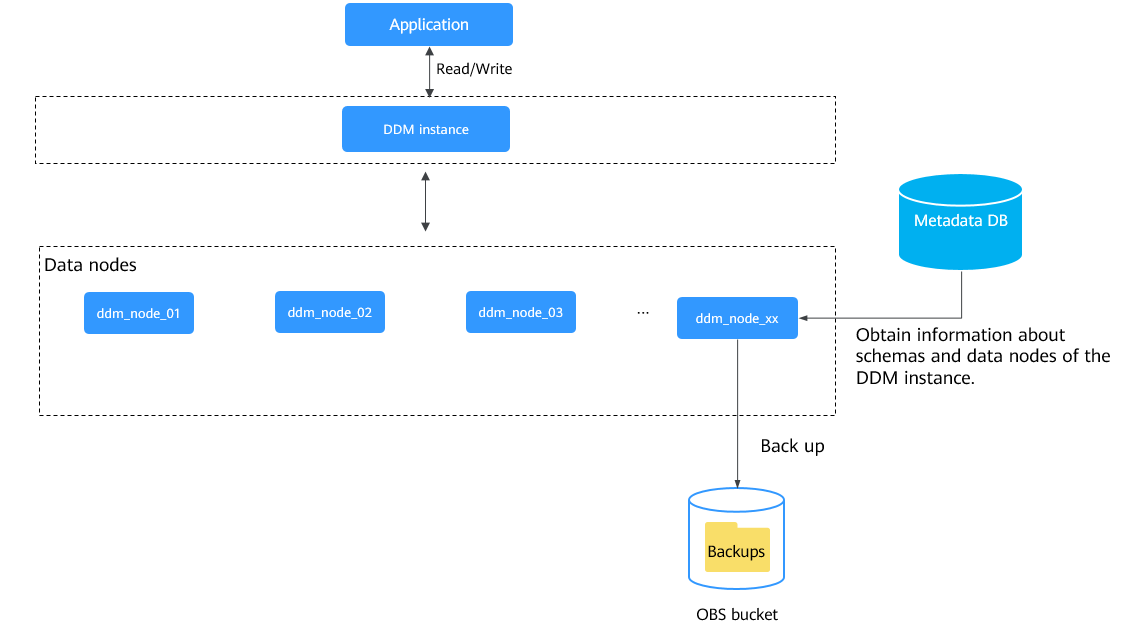 Application
Read/Write
DDM instance
Metadata DB
Data nodes
ddm_node_01
ddm_node_02
ddm_node_03
...
ddm_node_xx
Obtain information about
schemas and data nodes of the
DDM instance.
Back up
Backups
OBS bucket